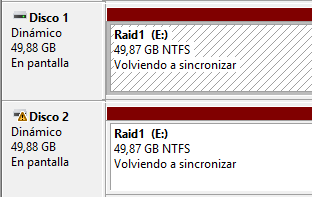 Disco 1
Dinámico
49,88 GB
En pantalla
Raid1 (E:)
49,87 GB NTFS
Volviendo a sincronizar
Disco 2
Dinámico
49,88 GB
En pantalla
Raid1 (E:)
49,87 GB NTFS
Volviendo a sincronizar